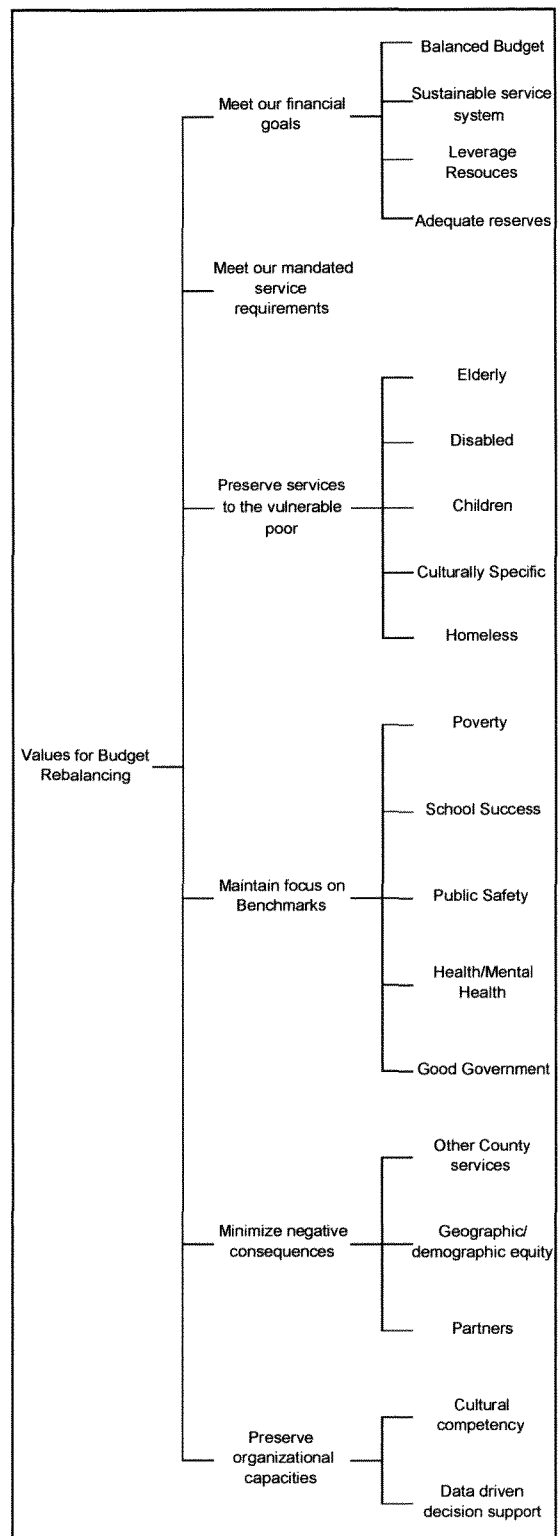 Values for Budget
Rebalancing
Meet our financial
goals
Balanced Budget
Sustainable service
system
Leverage
Resouces
Adequate reserves
Meet our mandated
service
requirements
Preserve services
to the vulnerable
poor
Elderly
Disabled
Children
Culturally Specific
Homeless
Maintain focus on
Benchmarks
Poverty
School Success
Public Safety
Health/Mental
Health
Good Government
Minimize negative
consequences
Other County
services
Geographic/
demographic equity
Partners
Preserve
organizational
capacities
Cultural
competency
Data driven
decision support